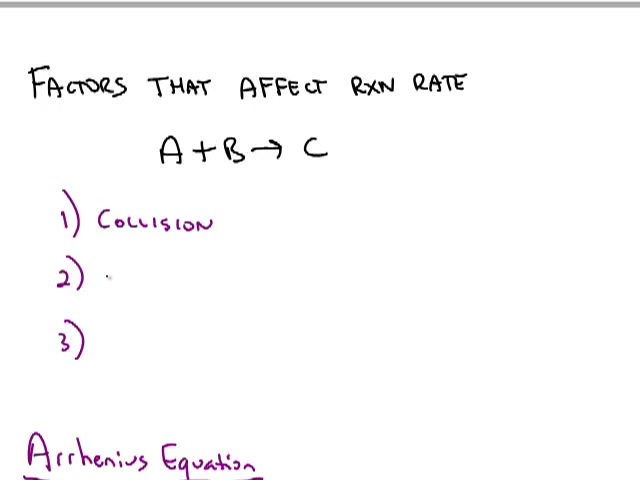 FACTORS THAT AFFECT RXN RATE
A + B → C
1) COLLISION
2)
3)
Arrhenius Equation